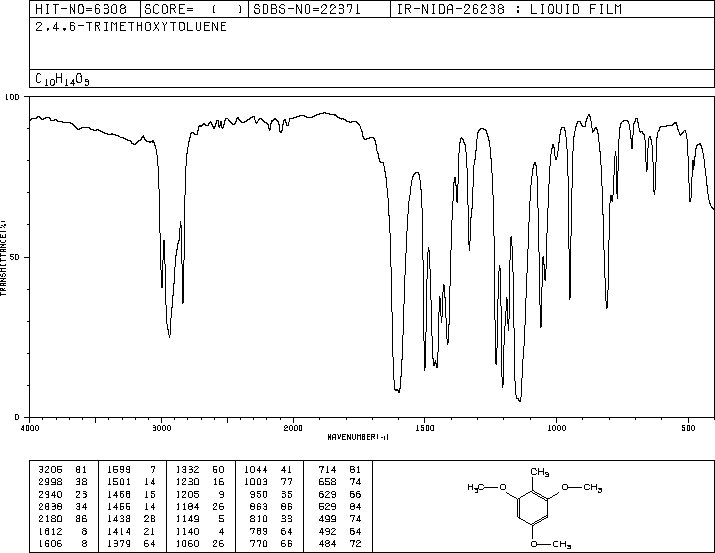 HIT-NO=6308 SCORE= ( ) SDBS-NO=22371 IR-NIDA-26238 : LIQUID FILM
2,4,6-TRIMETHOXYTOLUENE
C10H14O3
100
50
0
TRANSMITTANCE(%)
4000 3000 2000 1500 1000 500
WAVENUMBER(-1)
3206 81 1599 7 1332 50 1044 41 714 81
2998 38 1501 14 1230 16 1003 77 658 74
2940 23 1468 15 1205 9 950 35 629 66
2838 34 1455 14 1184 26 863 86 529 84
2180 86 1438 28 1149 5 810 33 499 74
1612 8 1414 21 1140 4 789 64 492 64
1606 8 1379 64 1060 26 770 66 484 72
CH3
H3C O O CH3
O CH3